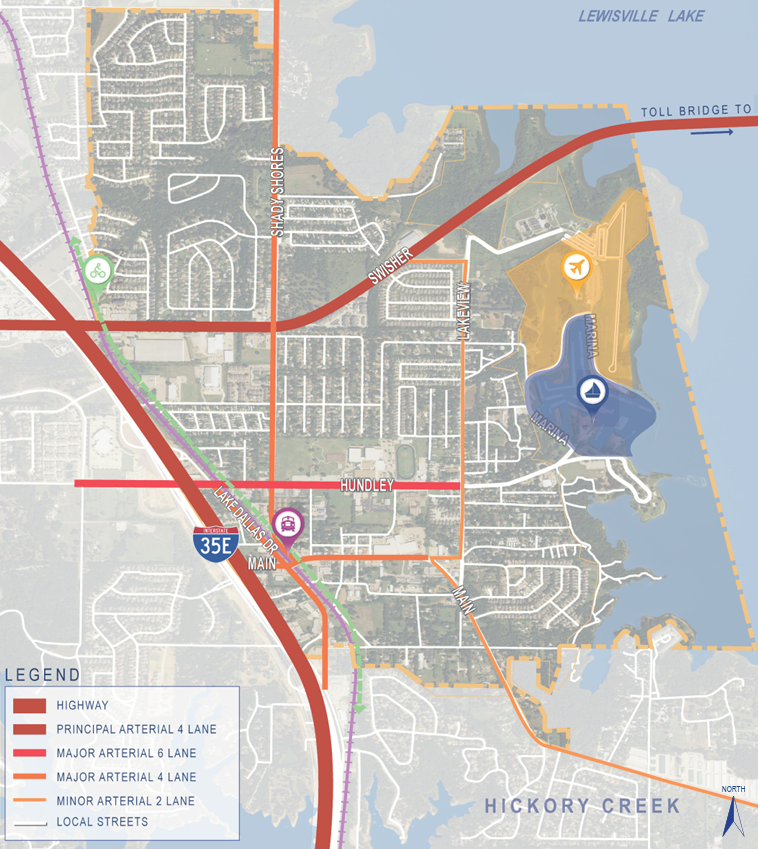 LEWISVILLE LAKE
TOLL BRIDGE TO
SHADY SHORES
SWISHER
LAKEVIEW
MARINA
MARINA
HUNDLEY
LAKE DALLAS DR
INTERSTATE
35E
MAIN
MAIN
LEGEND
HIGHWAY
PRINCIPAL ARTERIAL 4 LANE
MAJOR ARTERIAL 6 LANE
MAJOR ARTERIAL 4 LANE
MINOR ARTERIAL 2 LANE
LOCAL STREETS
HICKORY CREEK
NORTH